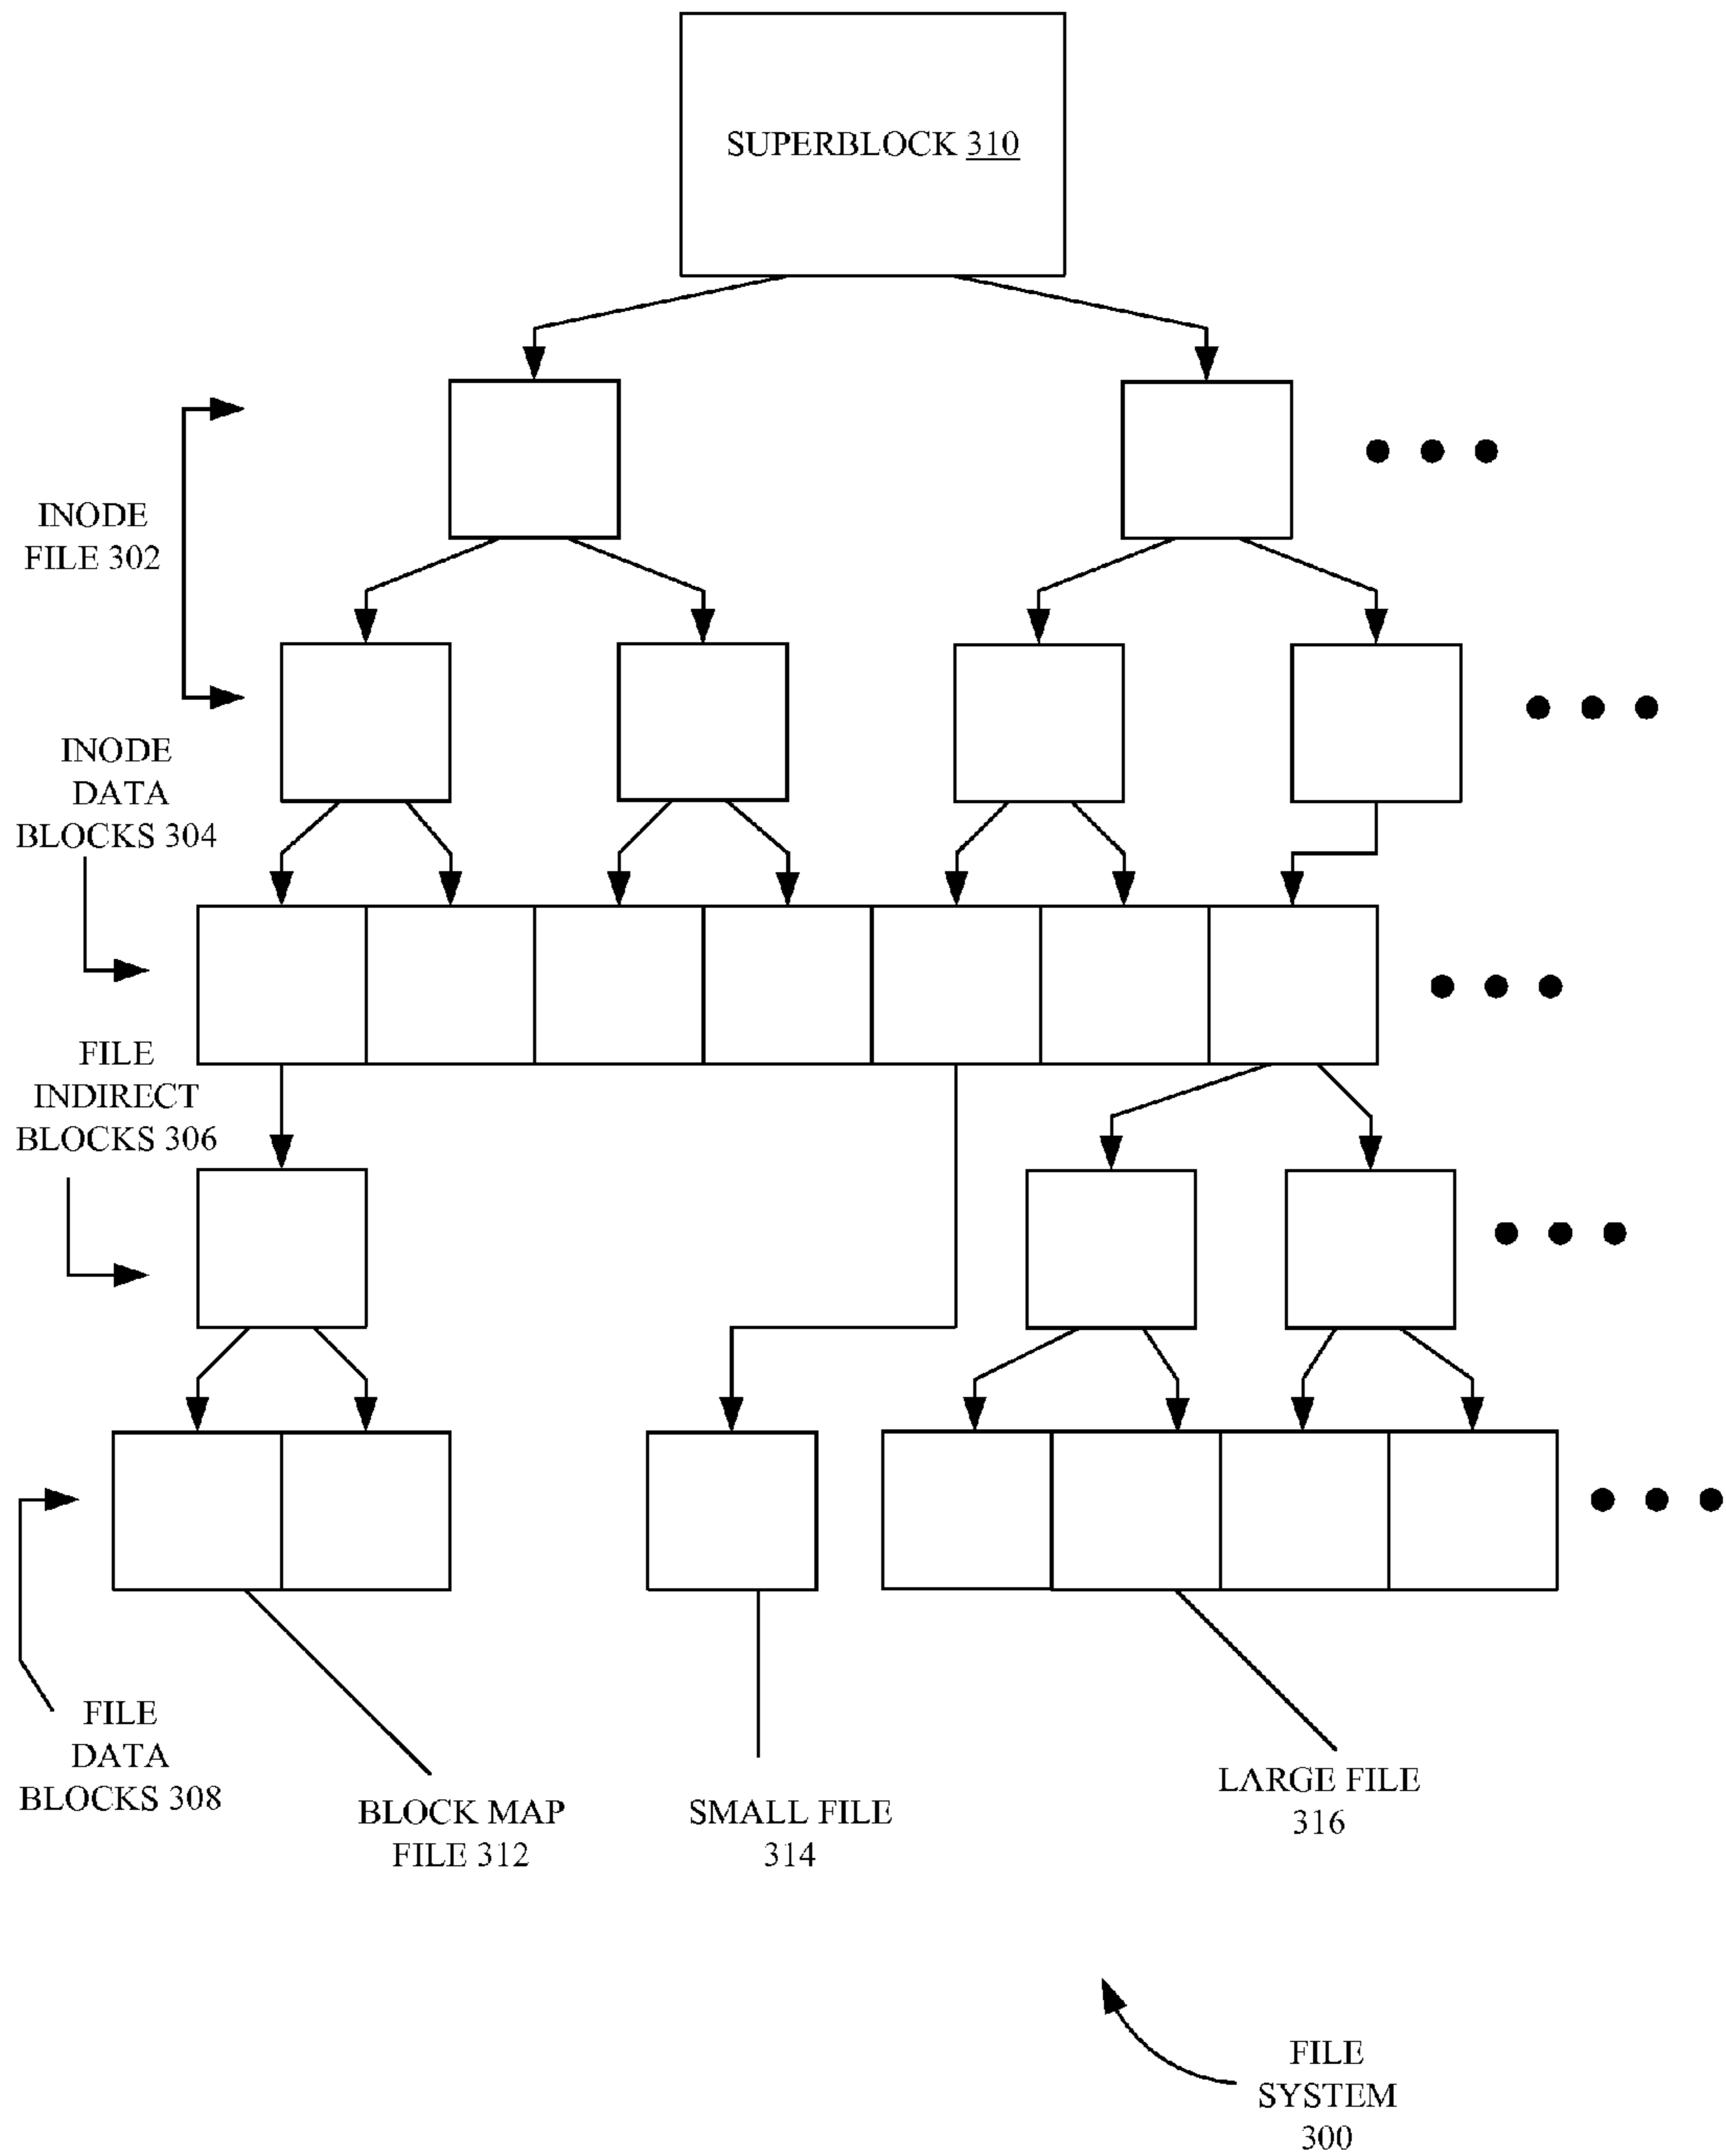 SUPERBLOCK 310
INODE
FILE 302
INODE
DATA
BLOCKS 304
FILE
INDIRECT
BLOCKS 306
FILE
DATA
BLOCKS 308
BLOCK MAP
FILE 312
SMALL FILE
314
LARGE FILE
316
FILE
SYSTEM
300